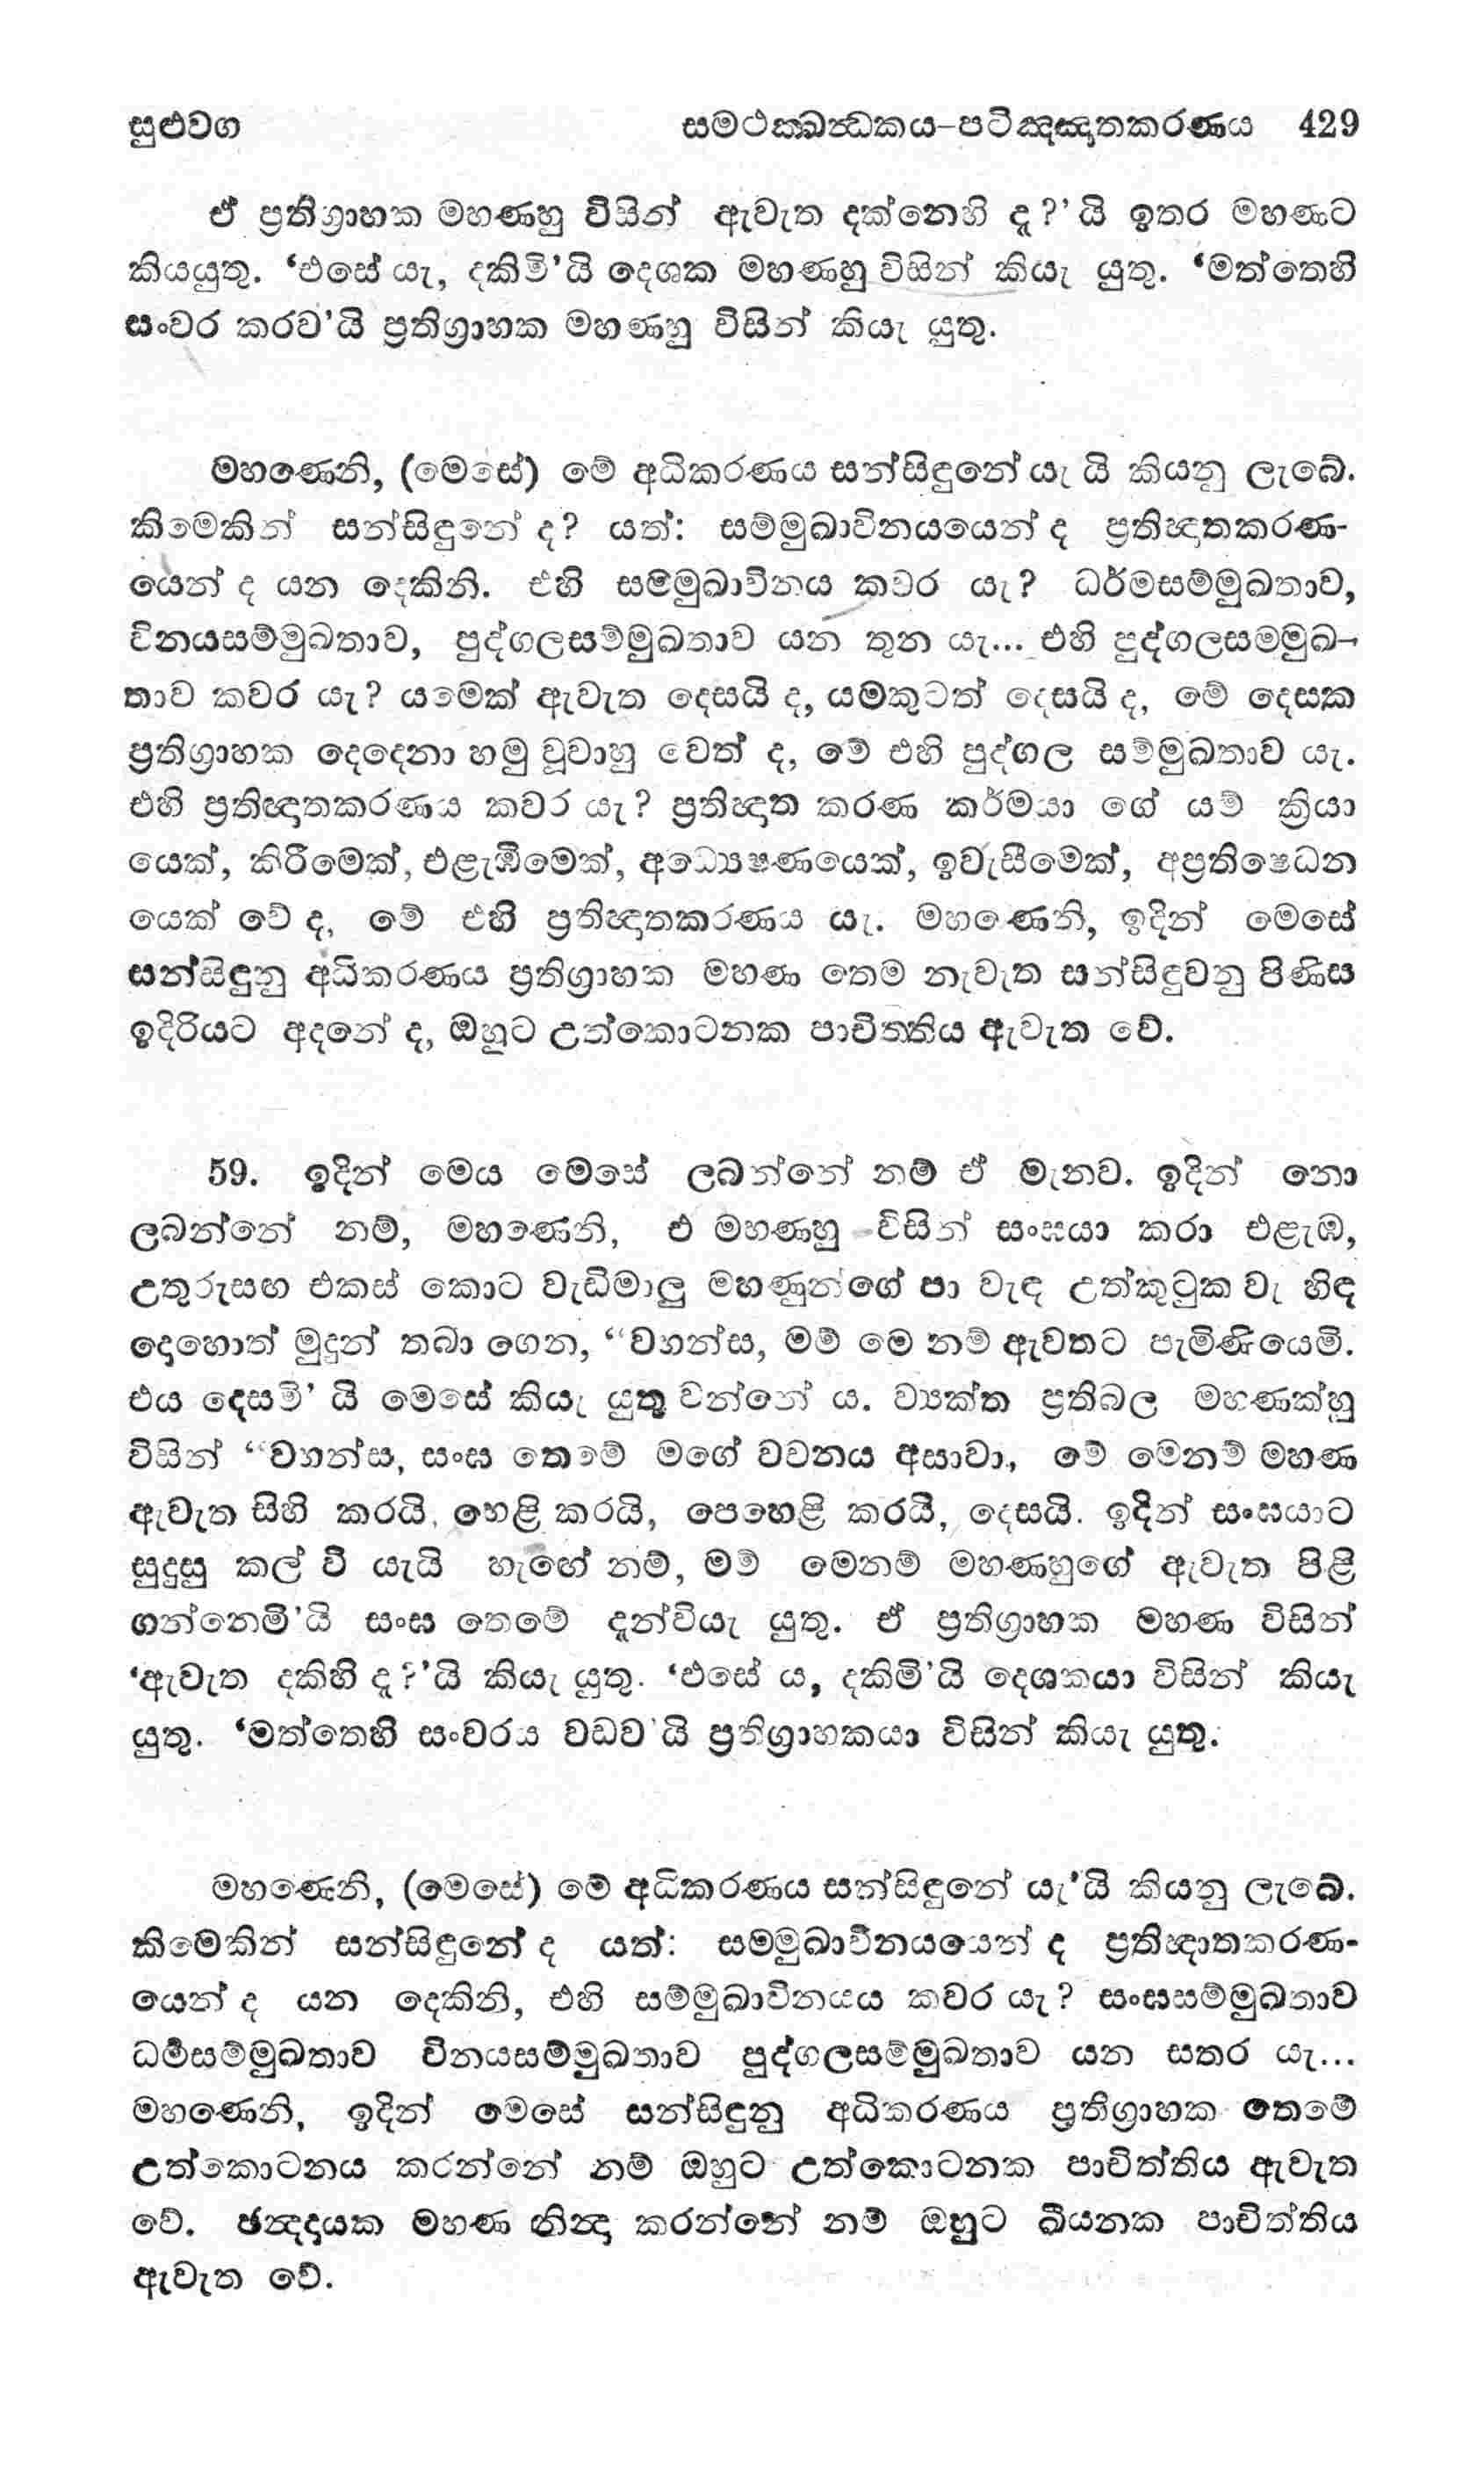 සුළුවග සමථක්ඛන්ධකය-පටිඤ්ඤාතකරණය 429
ඒ ප්‍රතිග්‍රාහක මහණහු විසින් ඇවැත දක්නෙහි දැ?’ යි ඉතර මහණට
කියයුතු. ‘එසේ යැ, දකිමි’යි දෙශක මහණහු විසින් කියැ යුතු. ‘මත්තෙහි
සංවර කරව’යි ප්‍රතිග්‍රාහක මහණහු විසින් කියැ යුතු.
මහණෙනි, (මෙසේ) මේ අධිකරණය සන්සිඳුනේ යැ යි කියනු ලැබේ.
කිමෙකින් සන්සිඳුනේ ද? යත්: සම්මුඛාවිනයයෙන් ද ප්‍රතිඥාතකරණ-
යෙන් ද යන දෙකිනි. එහි සම්මුඛාවිනය කවර යැ? ධර්මසම්මුඛතාව,
විනයසම්මුඛතාව, පුද්ගලසම්මුඛතාව යන තුන යැ... එහි පුද්ගලසමමුඛ-
තාව කවර යැ? යමෙක් ඇවැත දෙසයි ද, යමකුටත් දෙසයි ද, මේ දෙසක
ප්‍රතිග්‍රාහක දෙදෙනා හමු වූවාහු වෙත් ද, මේ එහි පුද්ගල සම්මුඛතාව යැ.
එහි ප්‍රතිඥාතකරණය කවර යැ? ප්‍රතිඥාත කරණ කර්මයා ගේ යම් ක්‍රියා
යෙක්, කිරීමෙක්, එළැඹීමෙක්, අධ්‍යෙෂණයෙක්, ඉවැසීමෙක්, අප්‍රතිෂෙධන
යෙක් වේ ද, මේ එහි ප්‍රතිඥාතකරණය යැ. මහණෙනි, ඉදින් මෙසේ
සන්සිඳුනු අධිකරණය ප්‍රතිග්‍රාහක මහණ තෙම නැවැත සන්සිඳුවනු පිණිස
ඉදිරියට අදනේ ද, ඔහුට උත්කොටනක පාචිත්තිය ඇවැත වේ.
59. ඉදින් මෙය මෙසේ ලබන්නේ නම් ඒ මැනව. ඉදින් නො
ලබන්නේ නම්, මහණෙනි, එ මහණහු විසින් සංඝයා කරා එළැඹ,
උතුරුසඟ එකස් කොට වැඩිමාලු මහණුන්ගේ පා වැඳ උත්කුටුක වැ හිඳ
දොහොත් මුදුන් තබා ගෙන, “වහන්ස, මම් මෙ නම් ඇවතට පැමිණියෙමි.
එය දෙසමි’ යි මෙසේ කියැ යුතු වන්නේ ය. ව්‍යක්ත ප්‍රතිබල මහණක්හු
විසින් “වහන්ස, සංඝ තෙමේ මගේ වචනය අසාවා, මේ මෙනම් මහණ
ඇවැත සිහි කරයි, හෙළි කරයි, පෙහෙළි කරයි, දෙසයි. ඉදින් සංඝයාට
සුදුසු කල් වී යැයි හැඟේ නම්, මම් මෙනම් මහණහුගේ ඇවැත පිළි
ගන්නෙමි’යි සංඝ තෙමේ දැන්වියැ යුතු. ඒ ප්‍රතිග්‍රාහක මහණ විසින්
‘ඇවැත දකිහි දැ?’යි කියැ යුතු. ‘එසේ ය, දකිමි’යි දෙශකයා විසින් කියැ
යුතු. ‘මත්තෙහි සංවරය වඩව’යි ප්‍රතිග්‍රාහකයා විසින් කියැ යුතු.
මහණෙනි, (මෙසේ) මේ අධිකරණය සන්සිඳුනේ යැ’යි කියනු ලැබේ.
කිමෙකින් සන්සිඳුනේ ද යත්: සමමුඛාවිනයයෙන් ද ප්‍රතිඥාතකරණ-
යෙන් ද යන දෙකිනි, එහි සම්මුඛාවිනයය කවර යැ? සංඝසම්මුඛතාව
ධර්මසම්මුඛතාව විනයසම්මුඛතාව පුද්ගලසම්මුඛතාව යන සතර යැ...
මහණෙනි, ඉදින් මෙසේ සන්සිඳුනු අධිකරණය ප්‍රතිග්‍රාහක තෙමේ
උත්කොටනය කරන්නේ නම් ඔහුට උත්කොටනක පාචිත්තිය ඇවැත
වේ. ඡන්දදායක මහණ නින්දා කරන්නේ නම් ඔහුට ඛීයනක පාචිත්තිය
ඇවැත වේ.